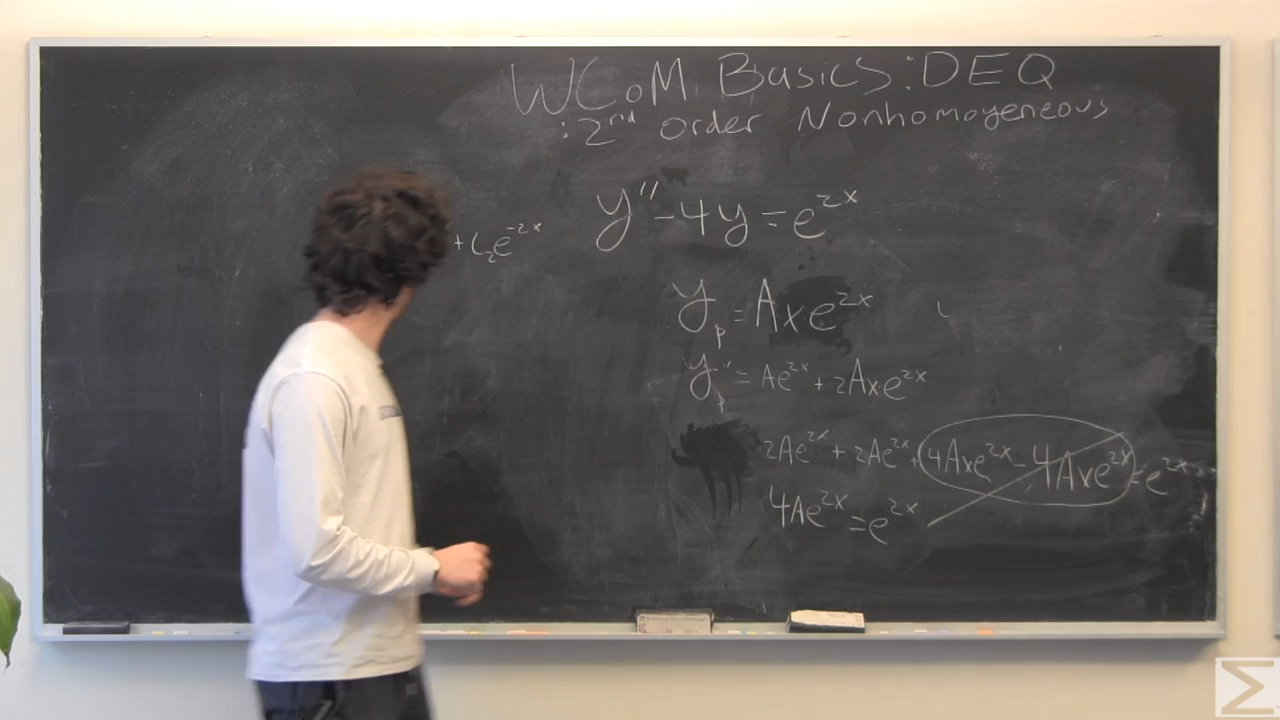 WCoM Basics: DEQ
: 2nd order Nonhomogeneous
+ C₂e^-2x
y'' - 4y = e^2x
y_p = Axe^2x
y_p' = Ae^2x + 2Axe^2x
2Ae^2x + 2Ae^2x + 4Axe^2x - 4Axe^2x = e^2x
4Ae^2x = e^2x
Σ